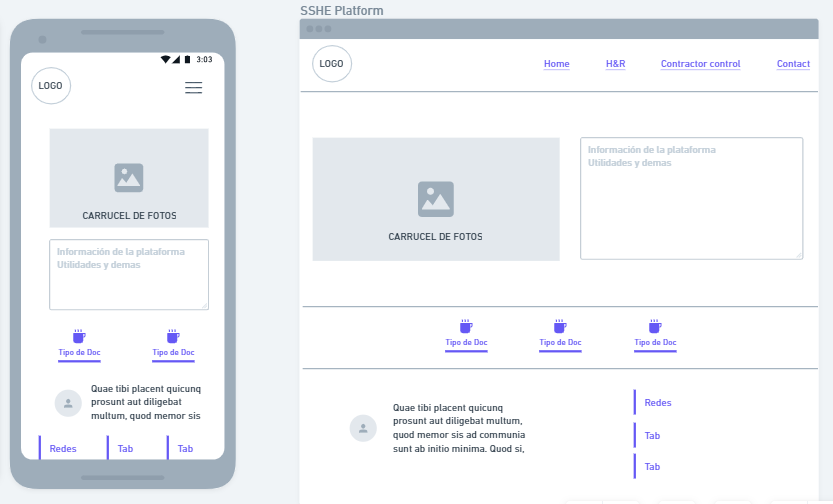 SSHE Platform
3:03
LOGO
CARRUCEL DE FOTOS
Información de la plataforma
Utilidades y demas
Tipo de Doc
Tipo de Doc
Quae tibi placent quicunq
prosunt aut diligebat
multum, quod memor sis
Redes
Tab
Tab
LOGO
Home
H&R
Contractor control
Contact
CARRUCEL DE FOTOS
Información de la plataforma
Utilidades y demas
Tipo de Doc
Tipo de Doc
Tipo de Doc
Quae tibi placent quicunq
prosunt aut diligebat multum,
quod memor sis ad communia
sunt ab initio minima. Quod si,
Redes
Tab
Tab